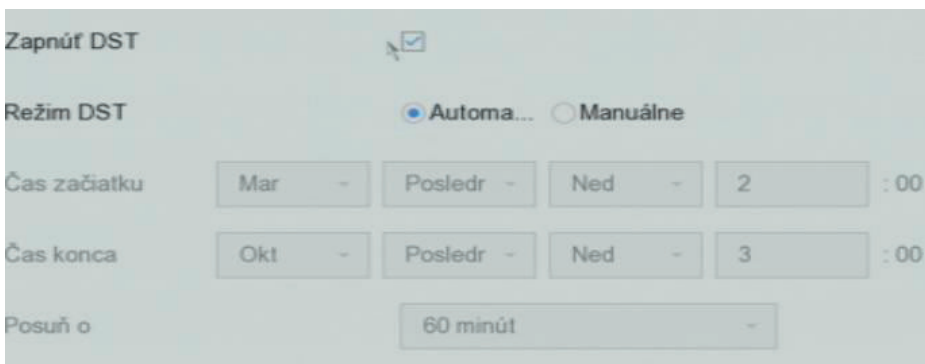 Zapnúť DST
Režim DST Automa... Manuálne
Čas začiatku Mar Posledr Ned 2 : 00
Čas konca Okt Posledr Ned 3 : 00
Posuň o 60 minút